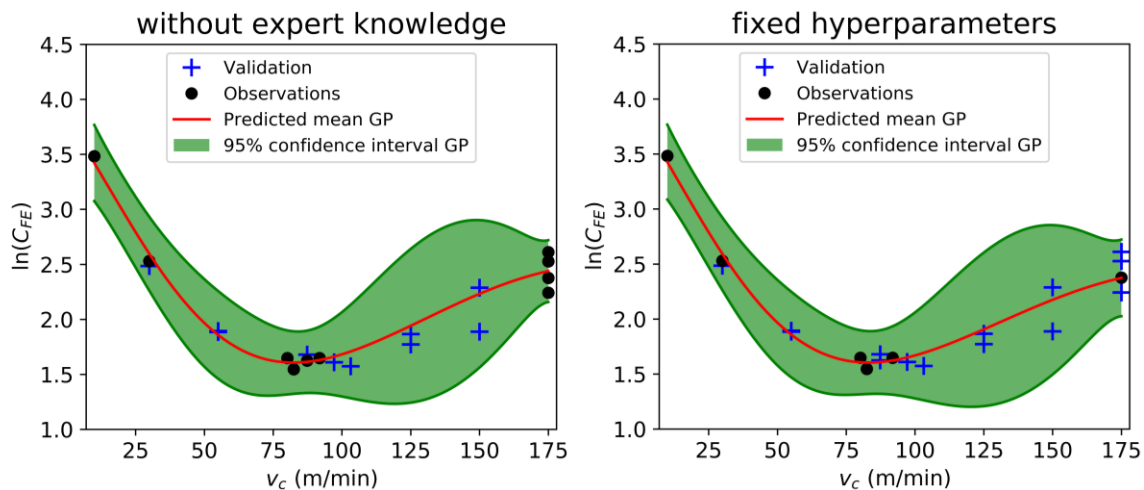 without expert knowledge
4.5
4.0
3.5
3.0
2.5
2.0
1.5
1.0
ln(C_FE)
Validation
Observations
Predicted mean GP
95% confidence interval GP
25 50 75 100 125 150 175
v_c (m/min)
fixed hyperparameters
4.5
4.0
3.5
3.0
2.5
2.0
1.5
1.0
ln(C_FE)
Validation
Observations
Predicted mean GP
95% confidence interval GP
25 50 75 100 125 150 175
v_c (m/min)